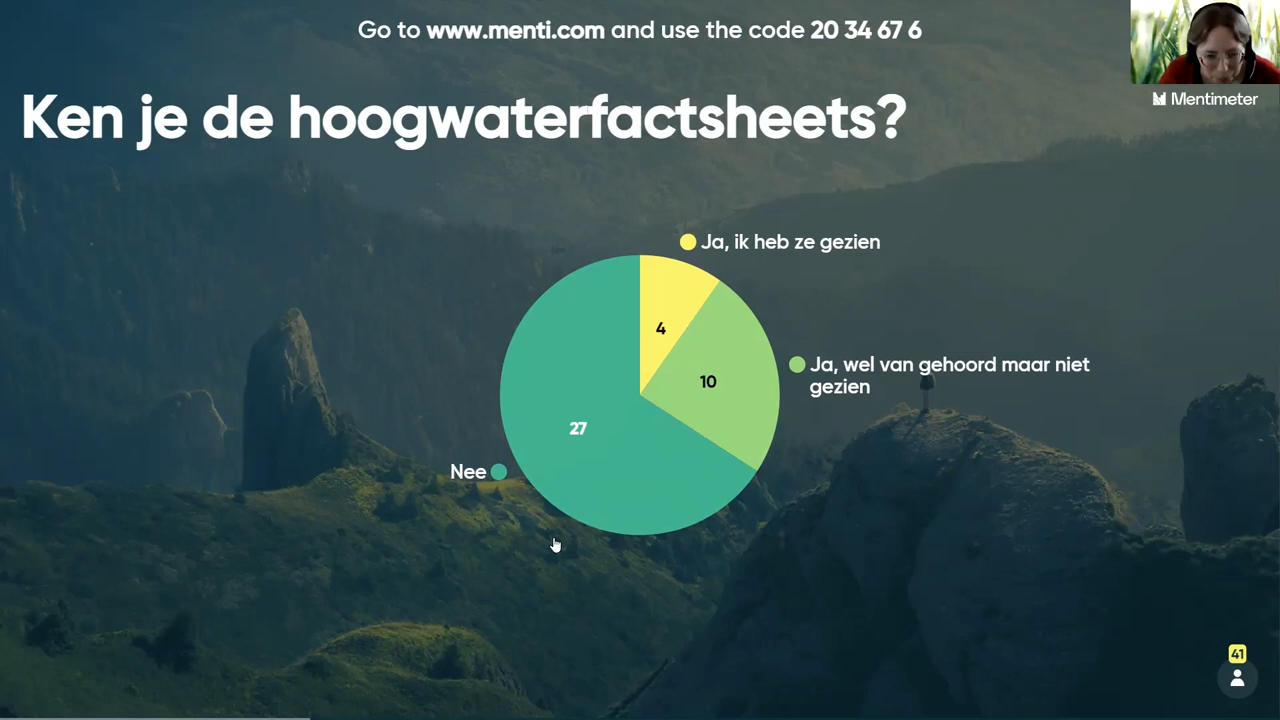 Go to www.menti.com and use the code 20 34 67 6
Mentimeter
Ken je de hoogwaterfactsheets?
Ja, ik heb ze gezien
4
Ja, wel van gehoord maar niet
gezien
10
27
Nee
41